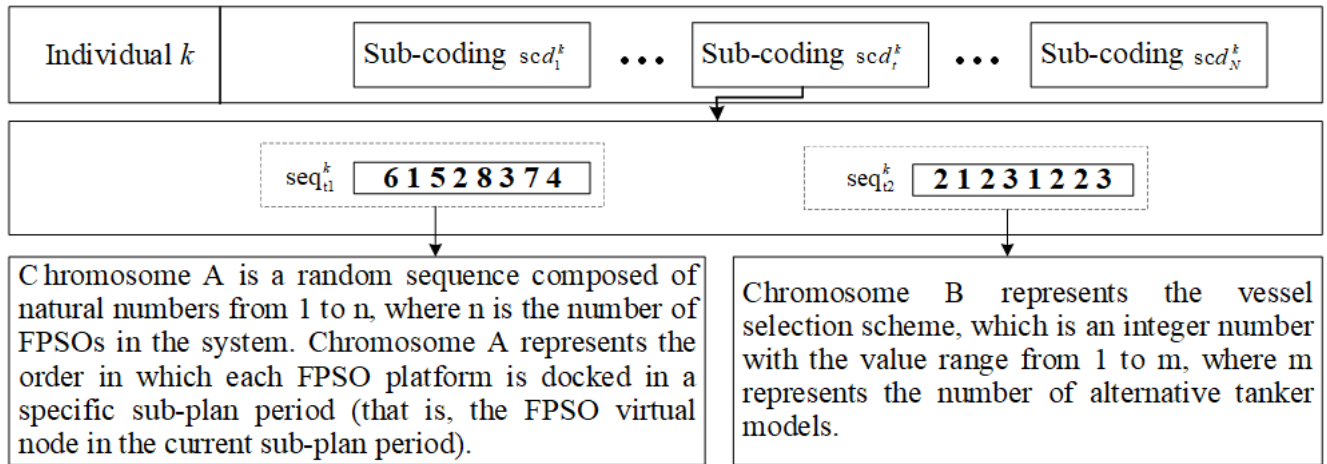 Individual k
Sub-coding scd₁ᵏ ••• Sub-coding scdₜᵏ ••• Sub-coding scd_Nᵏ
seqₜ₁ᵏ 6 1 5 2 8 3 7 4
seqₜ₂ᵏ 2 1 2 3 1 2 2 3
Chromosome A is a random sequence composed of
natural numbers from 1 to n, where n is the number of
FPSOs in the system. Chromosome A represents the
order in which each FPSO platform is docked in a
specific sub-plan period (that is, the FPSO virtual
node in the current sub-plan period).
Chromosome B represents the vessel
selection scheme, which is an integer number
with the value range from 1 to m, where m
represents the number of alternative tanker
models.